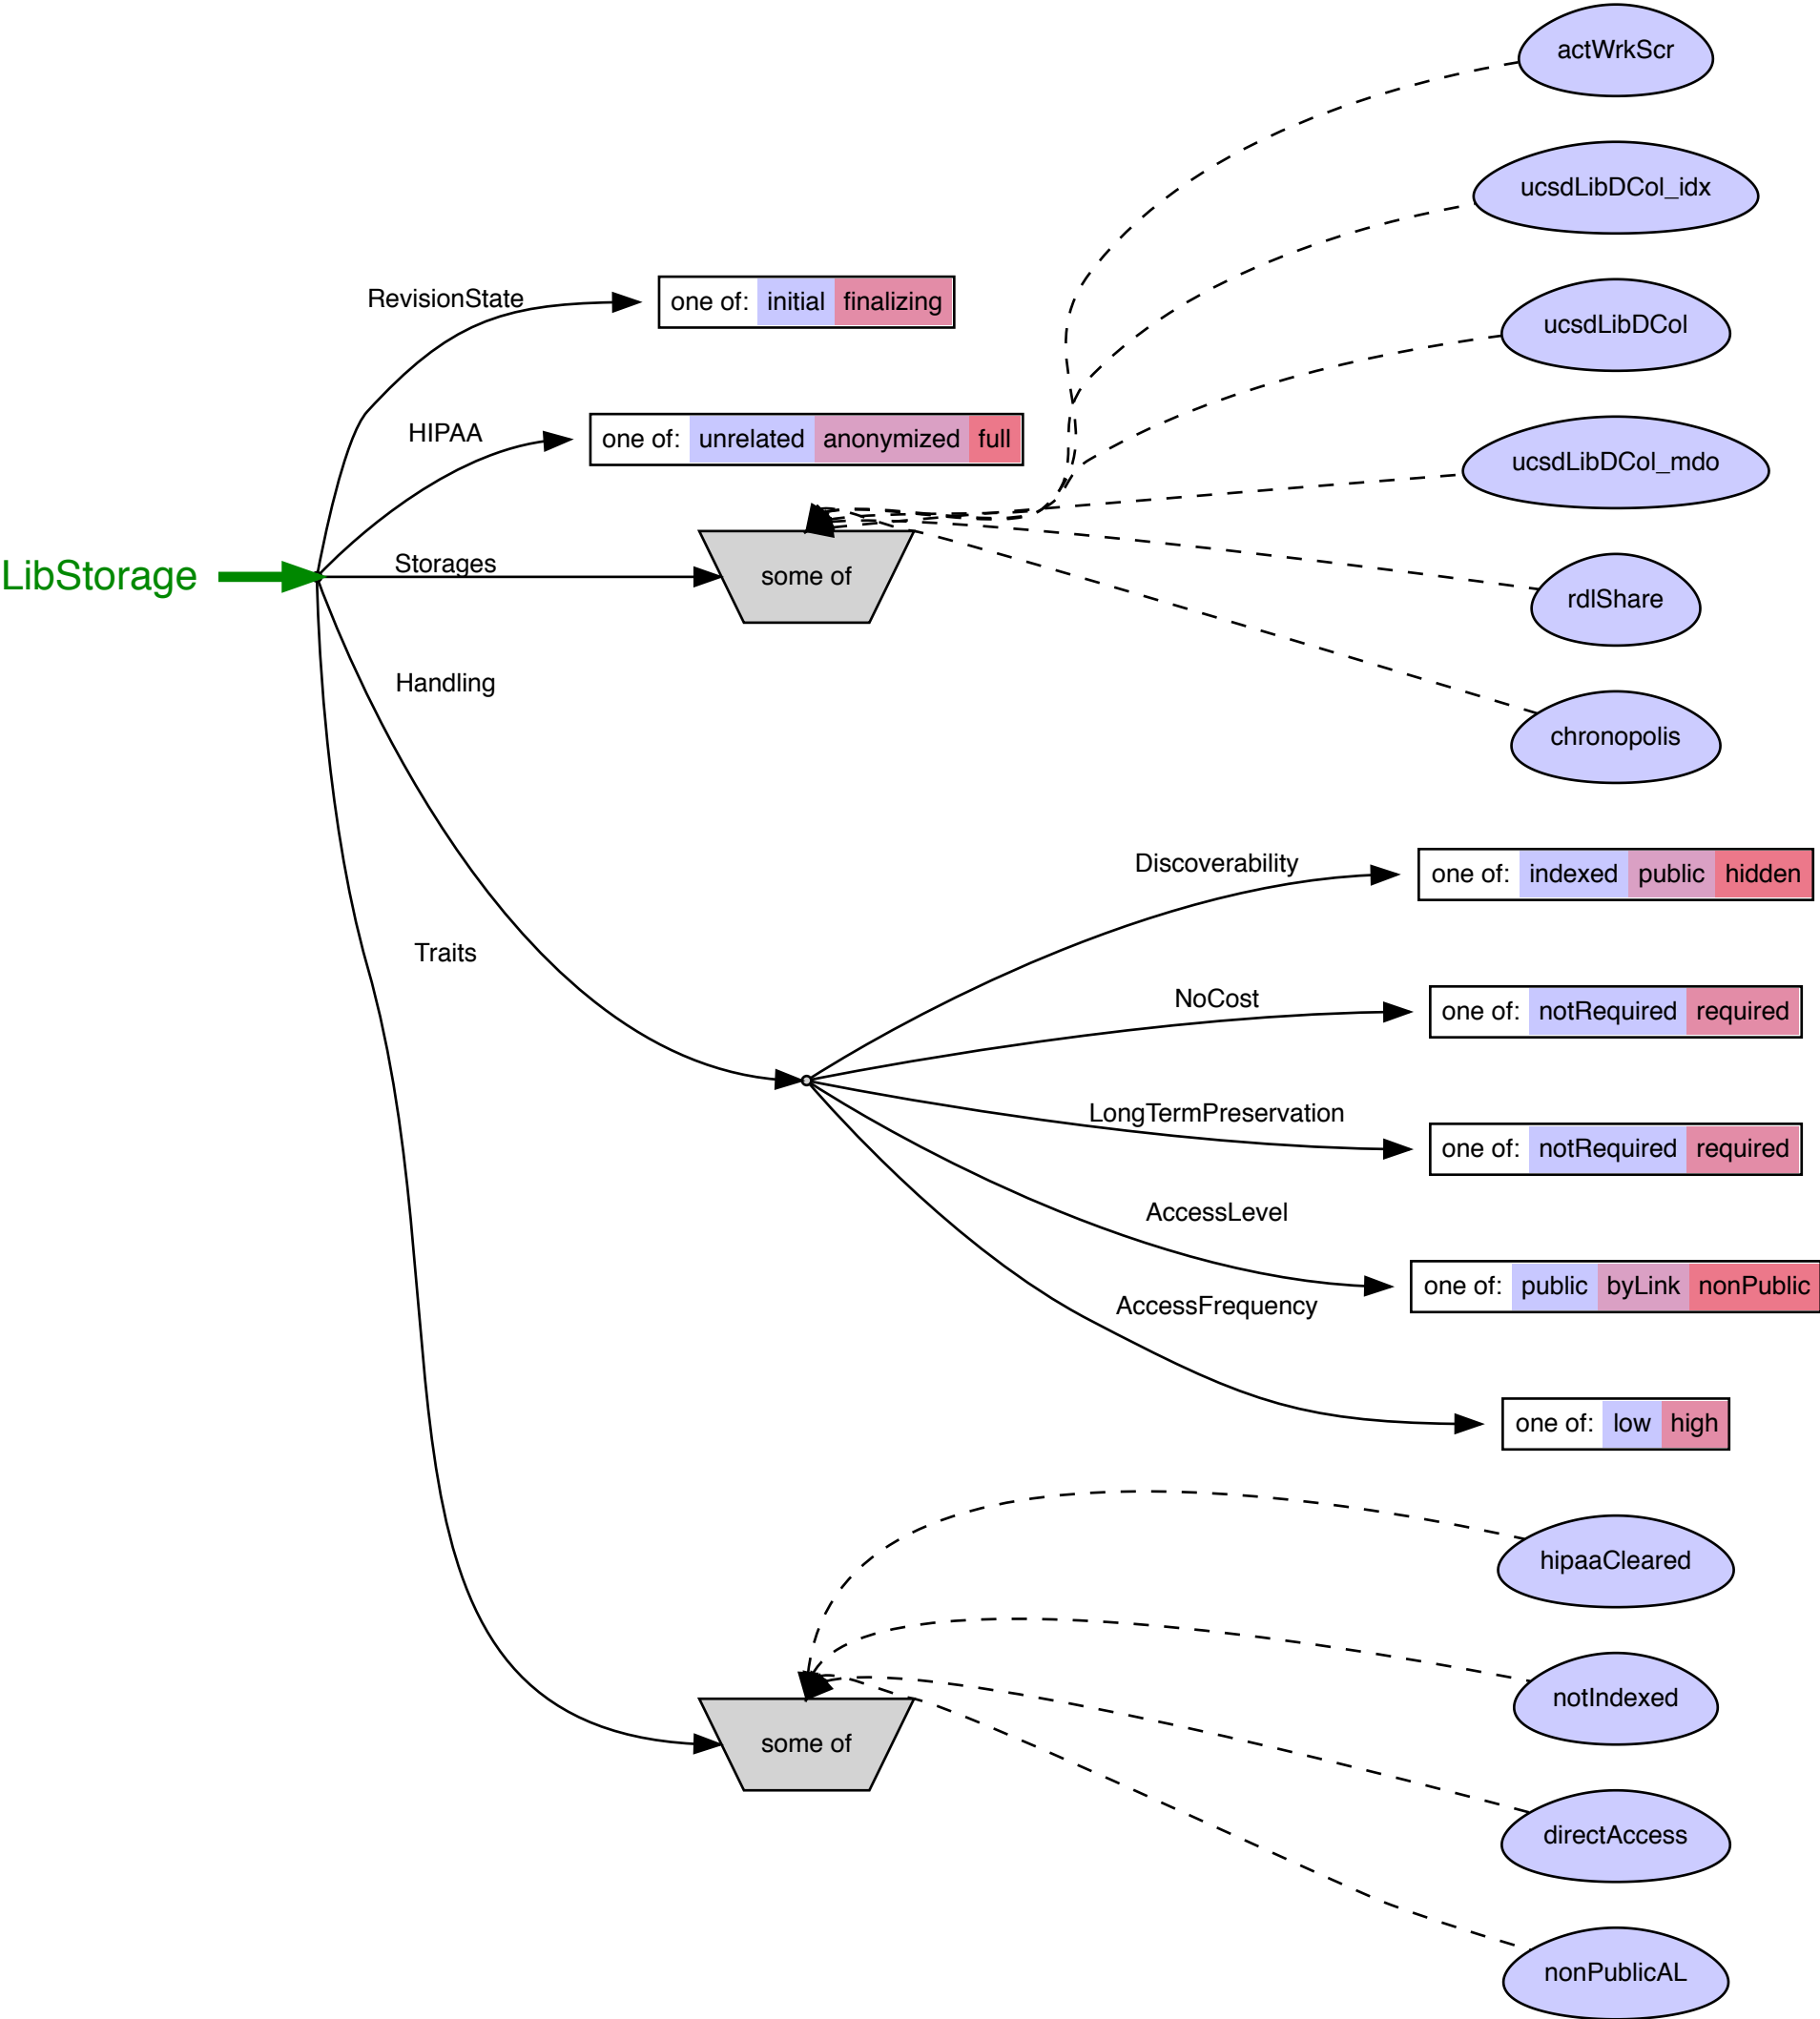 actWrkScr
ucsdLibDCol_idx
RevisionState
one of: initial finalizing
ucsdLibDCol
HIPAA
one of: unrelated anonymized full
ucsdLibDCol_mdo
LibStorage
Storages
some of
rdlShare
Handling
chronopolis
Discoverability
one of: indexed public hidden
Traits
NoCost
one of: notRequired required
LongTermPreservation
one of: notRequired required
AccessLevel
one of: public byLink nonPublic
AccessFrequency
one of: low high
hipaaCleared
notIndexed
some of
directAccess
nonPublicAL